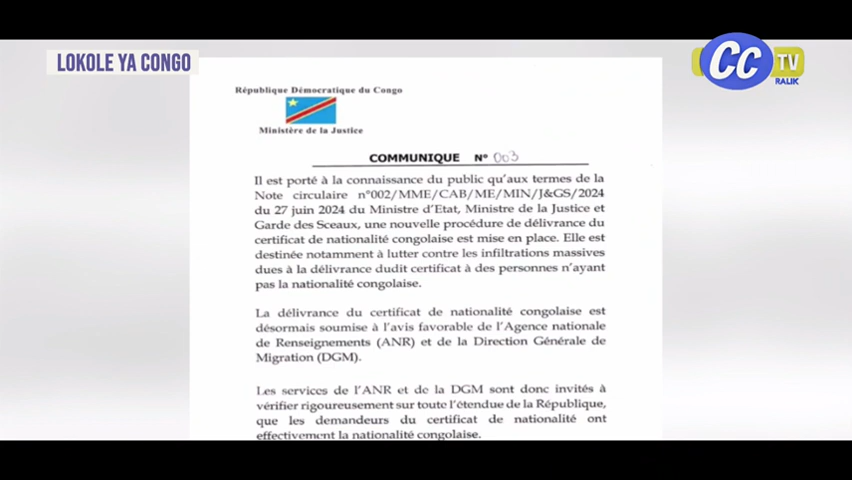 LOKOLE YA CONGO
CC TV
RALIK
République Démocratique du Congo
Ministère de la Justice
COMMUNIQUE N° 003
Il est porté à la connaissance du public qu'aux termes de la
Note circulaire n°002/MME/CAB/ME/MIN/J&GS/2024
du 27 juin 2024 du Ministre d'Etat, Ministre de la Justice et
Garde des Sceaux, une nouvelle procédure de délivrance du
certificat de nationalité congolaise est mise en place. Elle est
destinée notamment à lutter contre les infiltrations massives
dues à la délivrance dudit certificat à des personnes n'ayant
pas la nationalité congolaise.
La délivrance du certificat de nationalité congolaise est
désormais soumise à l'avis favorable de l'Agence nationale
de Renseignements (ANR) et de la Direction Générale de
Migration (DGM).
Les services de l'ANR et de la DGM sont donc invités à
vérifier rigoureusement sur toute l'étendue de la République,
que les demandeurs du certificat de nationalité ont
effectivement la nationalité congolaise.